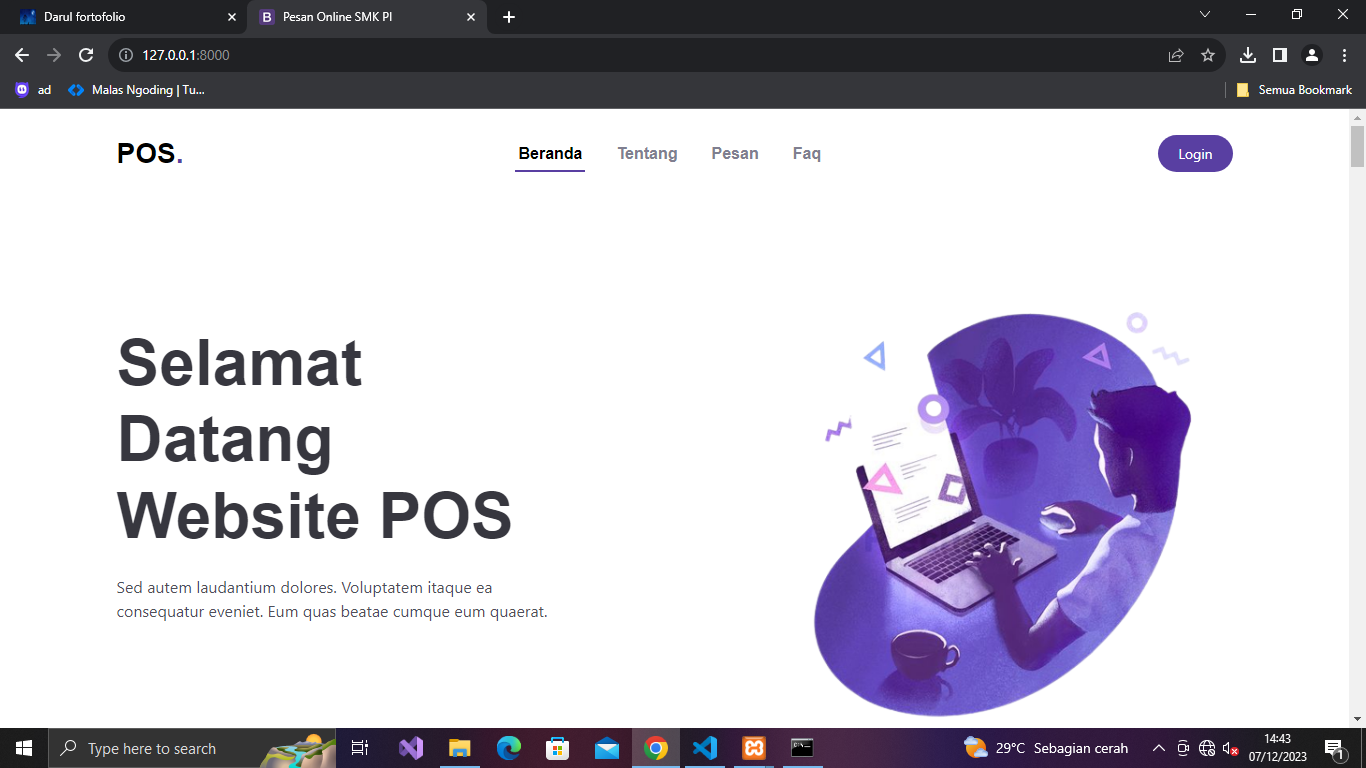 Darul fortofolio
Pesan Online SMK PI
127.0.0.1:8000
ad
Malas Ngoding | Tu...
Semua Bookmark
POS.
Beranda
Tentang
Pesan
Faq
Login
Selamat
Datang
Website POS
Sed autem laudantium dolores. Voluptatem itaque ea
consequatur eveniet. Eum quas beatae cumque eum quaerat.
Type here to search
29°C Sebagian cerah
14:43
07/12/2023
1